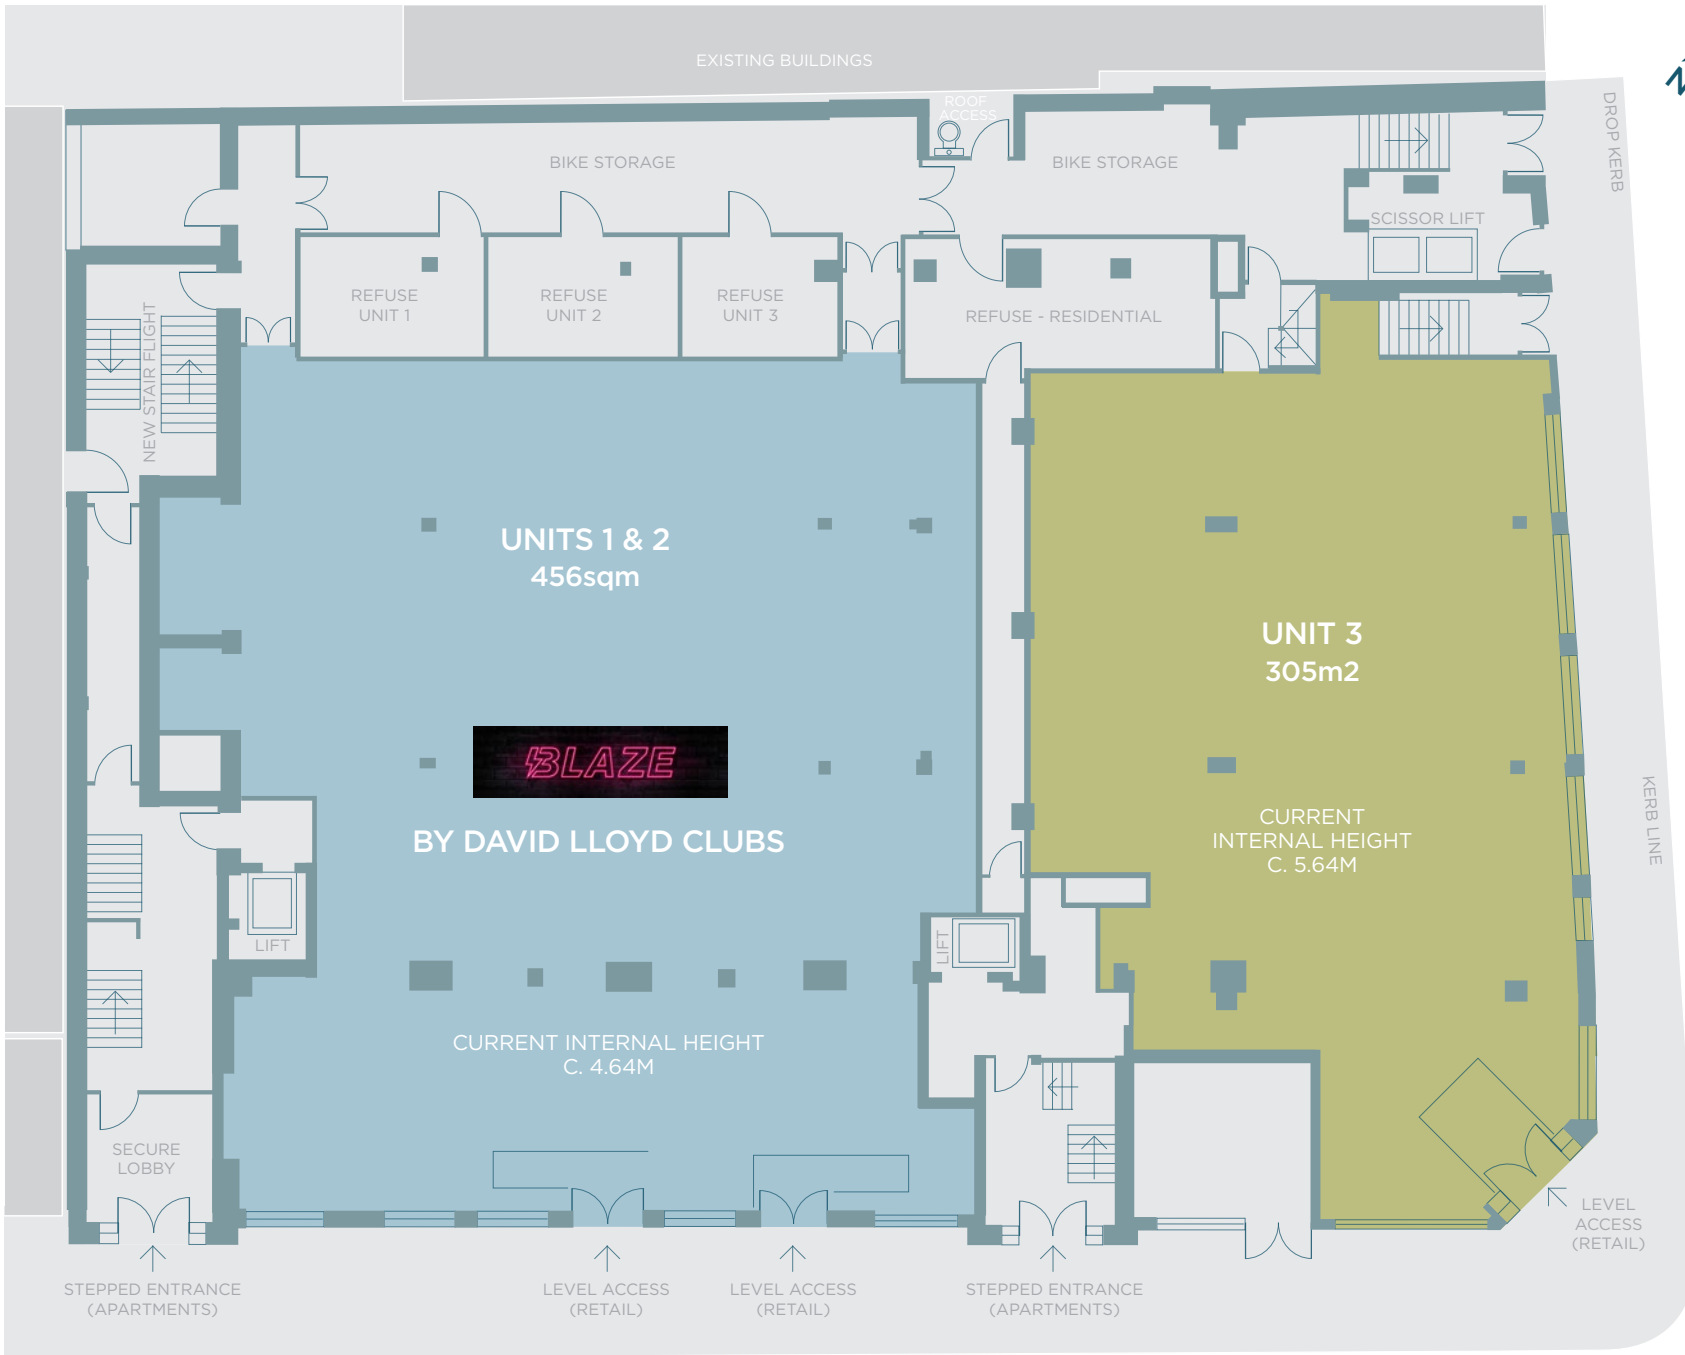 EXISTING BUILDINGS
ROOF
ACCESS
DROP KERB
BIKE STORAGE
BIKE STORAGE
SCISSOR LIFT
REFUSE
UNIT 1
REFUSE
UNIT 2
REFUSE
UNIT 3
REFUSE - RESIDENTIAL
NEW STAIR FLIGHT
UNITS 1 & 2
456sqm
UNIT 3
305m2
BLAZE
BY DAVID LLOYD CLUBS
CURRENT
INTERNAL HEIGHT
C. 5.64M
KERB LINE
LIFT
LIFT
CURRENT INTERNAL HEIGHT
C. 4.64M
SECURE
LOBBY
LEVEL
ACCESS
(RETAIL)
STEPPED ENTRANCE
(APARTMENTS)
LEVEL ACCESS
(RETAIL)
LEVEL ACCESS
(RETAIL)
STEPPED ENTRANCE
(APARTMENTS)